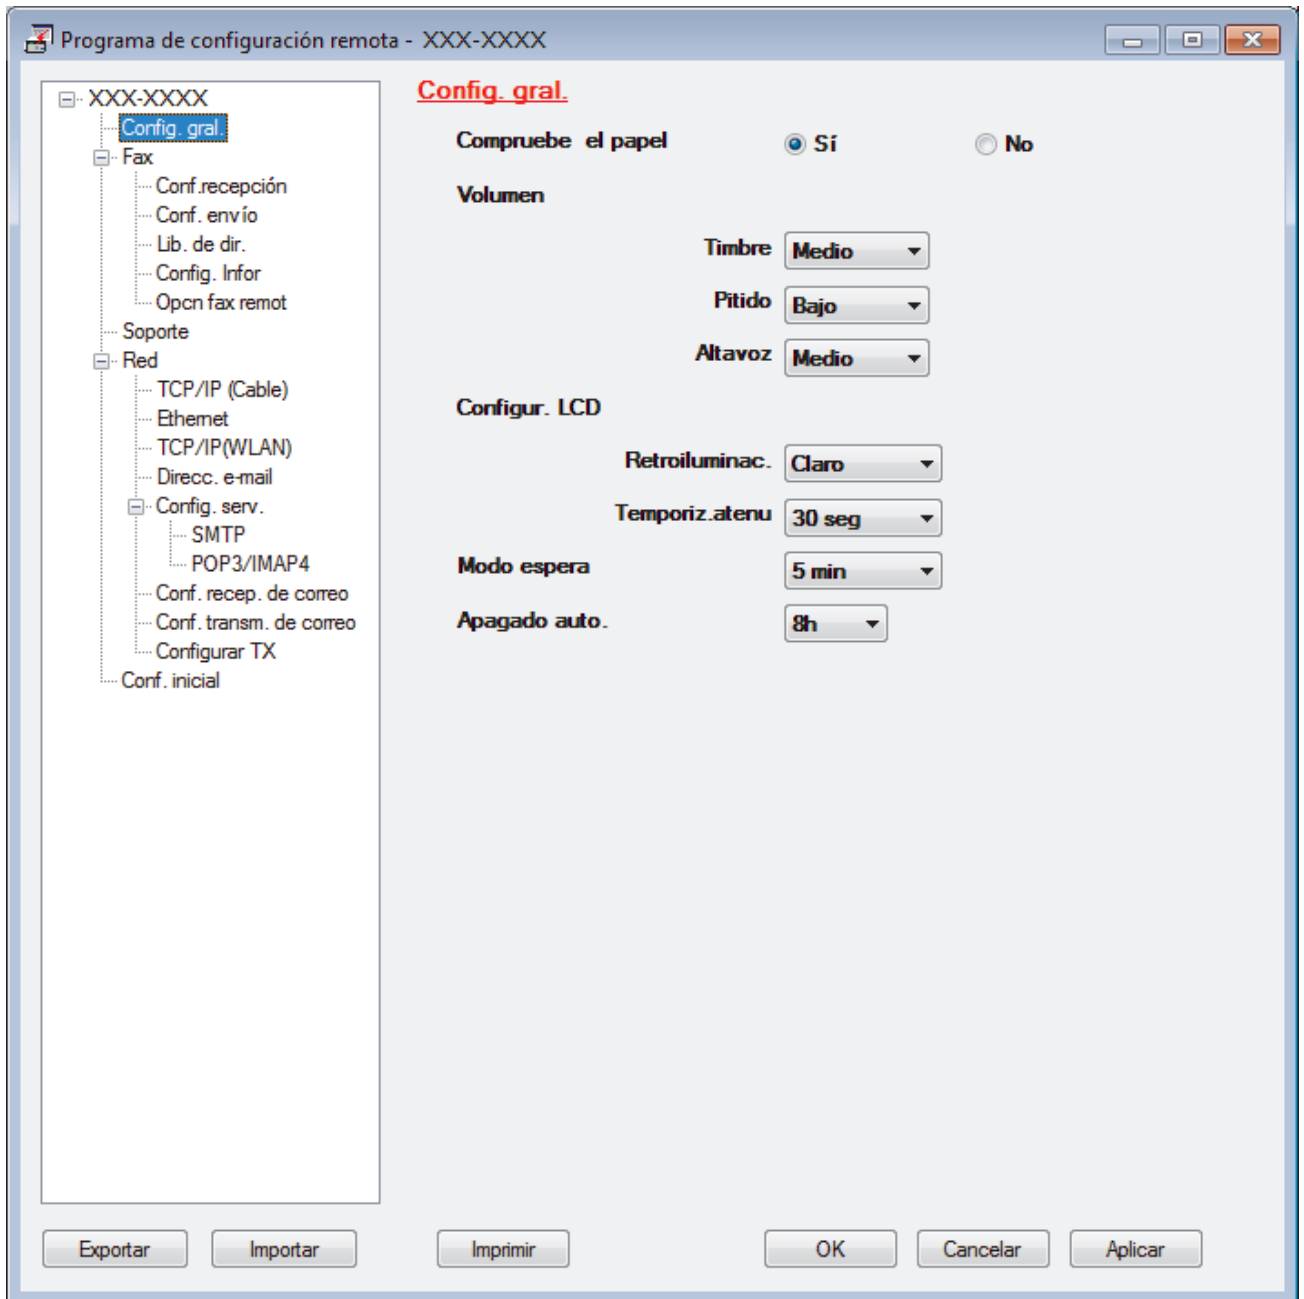 Programa de configuración remota - XXX-XXXX
XXX-XXXX
Config. gral.
Fax
Conf.recepción
Conf. envío
Lib. de dir.
Config. Infor
Opcn fax remot
Soporte
Red
TCP/IP (Cable)
Ethernet
TCP/IP(WLAN)
Direcc. e-mail
Config. serv.
SMTP
POP3/IMAP4
Conf. recep. de correo
Conf. transm. de correo
Configurar TX
Conf. inicial
Config. gral.
Compruebe el papel Sí No
Volumen
Timbre Medio
Pitido Bajo
Altavoz Medio
Configur. LCD
Retroiluminac. Claro
Temporiz.atenu 30 seg
Modo espera 5 min
Apagado auto. 8h
Exportar Importar Imprimir OK Cancelar Aplicar